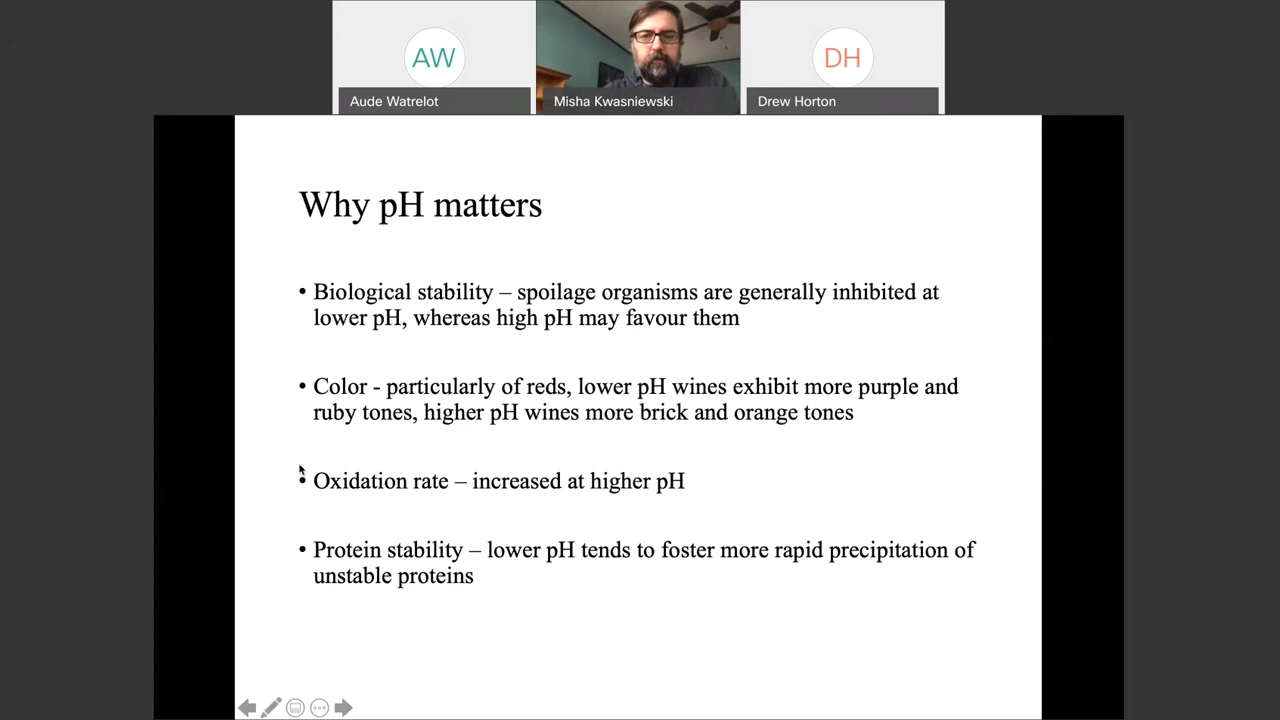 AW
DH
Aude Watrelot
Misha Kwasniewski
Drew Horton
Why pH matters
• Biological stability – spoilage organisms are generally inhibited at
lower pH, whereas high pH may favour them
• Color - particularly of reds, lower pH wines exhibit more purple and
ruby tones, higher pH wines more brick and orange tones
• Oxidation rate – increased at higher pH
• Protein stability – lower pH tends to foster more rapid precipitation of
unstable proteins